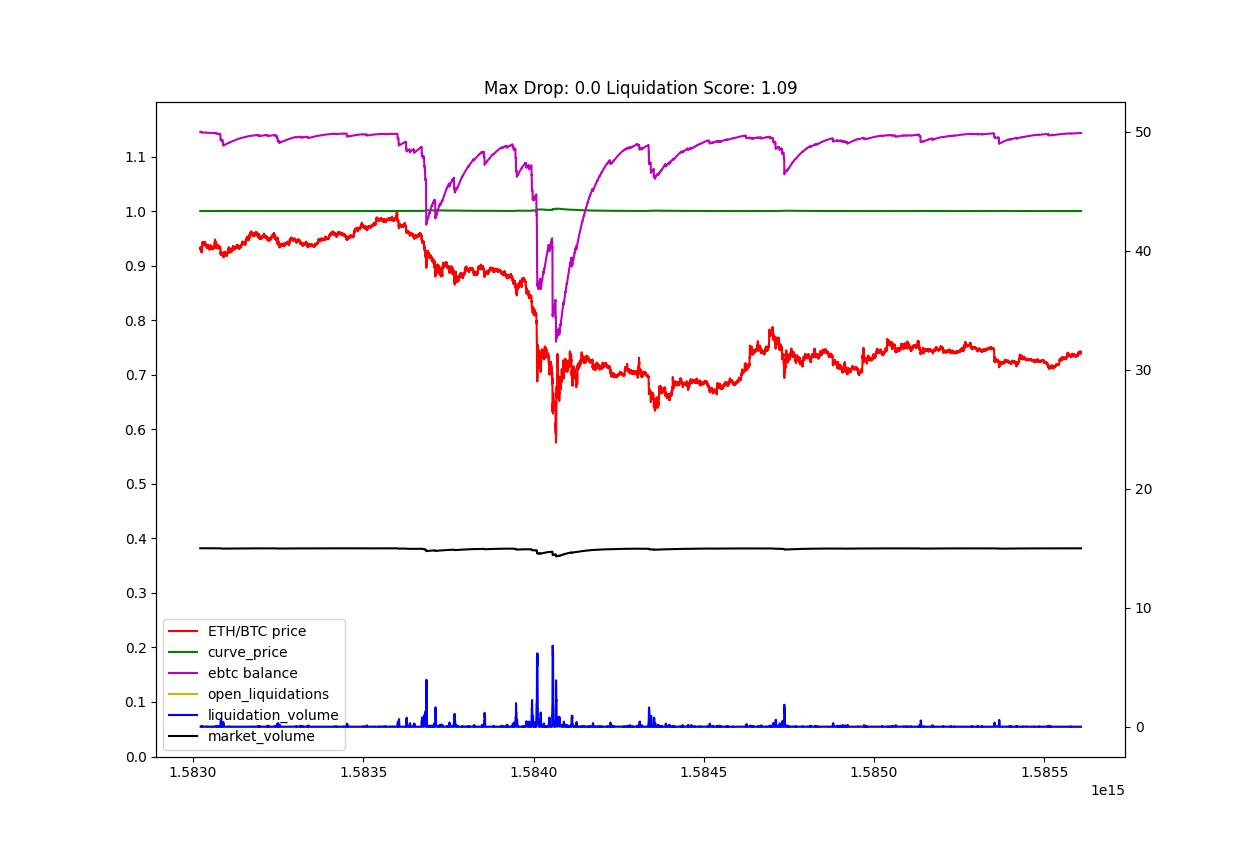 Max Drop: 0.0 Liquidation Score: 1.09
1.1
1.0
0.9
0.8
0.7
0.6
0.5
0.4
0.3
0.2
0.1
0.0
50
40
30
20
10
0
ETH/BTC price
curve_price
ebtc balance
open_liquidations
liquidation_volume
market_volume
1.5830 1.5835 1.5840 1.5845 1.5850 1.5855
1e15